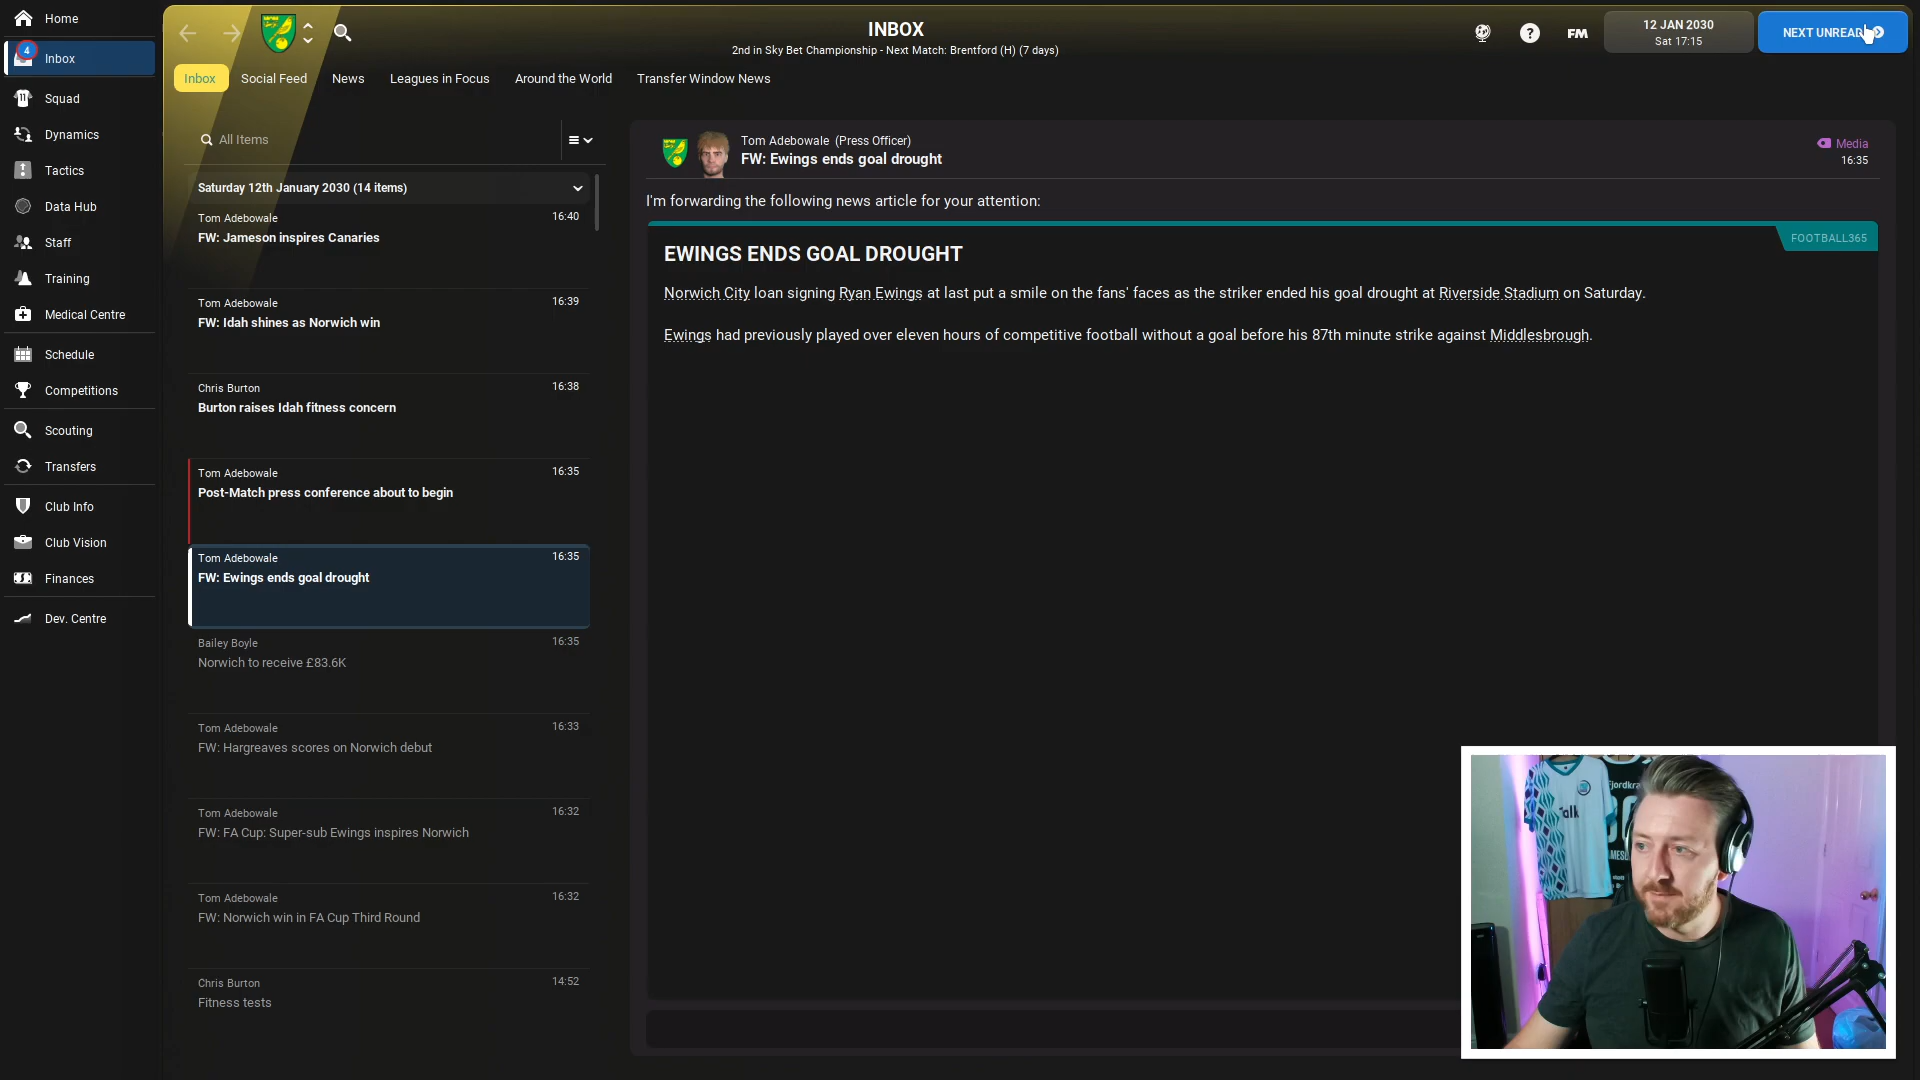 Home
Inbox
4
Squad
Dynamics
Tactics
Data Hub
Staff
Training
Medical Centre
Schedule
Competitions
Scouting
Transfers
Club Info
Club Vision
Finances
Dev. Centre
INBOX
2nd in Sky Bet Championship - Next Match: Brentford (H) (7 days)
FM
12 JAN 2030
Sat 17:15
NEXT UNREAD
Inbox
Social Feed
News
Leagues in Focus
Around the World
Transfer Window News
All Items
Saturday 12th January 2030 (14 items)
Tom Adebowale 16:40
FW: Jameson inspires Canaries
Tom Adebowale 16:39
FW: Idah shines as Norwich win
Chris Burton 16:38
Burton raises Idah fitness concern
Tom Adebowale 16:35
Post-Match press conference about to begin
Tom Adebowale 16:35
FW: Ewings ends goal drought
Bailey Boyle 16:35
Norwich to receive £83.6K
Tom Adebowale 16:33
FW: Hargreaves scores on Norwich debut
Tom Adebowale 16:32
FW: FA Cup: Super-sub Ewings inspires Norwich
Tom Adebowale 16:32
FW: Norwich win in FA Cup Third Round
Chris Burton 14:52
Fitness tests
Tom Adebowale (Press Officer)
FW: Ewings ends goal drought
Media
16:35
I'm forwarding the following news article for your attention:
FOOTBALL365
EWINGS ENDS GOAL DROUGHT
Norwich City loan signing Ryan Ewings at last put a smile on the fans' faces as the striker ended his goal drought at Riverside Stadium on Saturday.
Ewings had previously played over eleven hours of competitive football without a goal before his 87th minute strike against Middlesbrough.